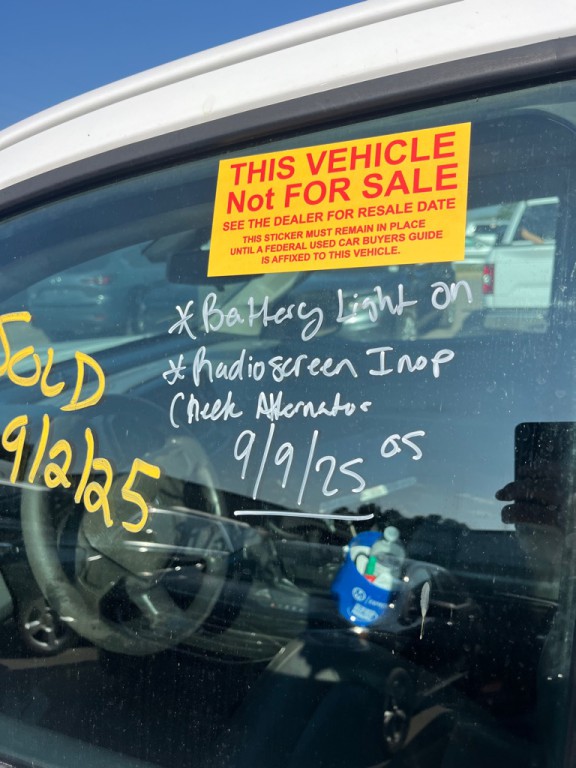 THIS VEHICLE
Not FOR SALE
SEE THE DEALER FOR RESALE DATE
THIS STICKER MUST REMAIN IN PLACE
UNTIL A FEDERAL USED CAR BUYERS GUIDE
IS AFFIXED TO THIS VEHICLE.
* Battery Light on
* Radioscreen Inop
Check Alternator
9/9/25
SOLD
9/2/25